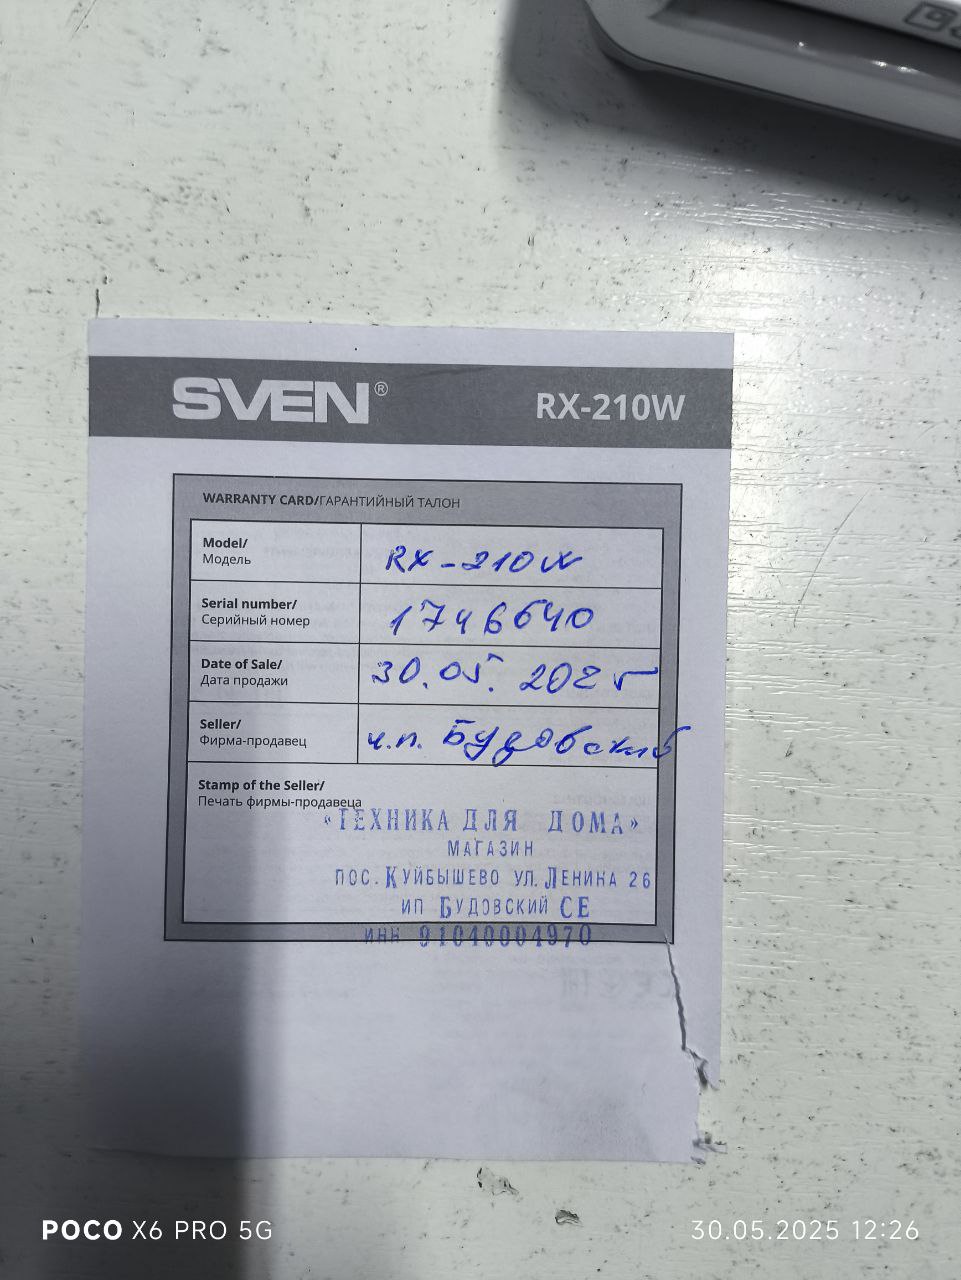 SVEN® RX-210W
WARRANTY CARD/ГАРАНТИЙНЫЙ ТАЛОН
Model/
Модель
RX-210W
Serial number/
Серийный номер
1746640
Date of Sale/
Дата продажи
30.05.2025
Seller/
Фирма-продавец
ч.п. Будовский
Stamp of the Seller/
Печать фирмы-продавеца
«ТЕХНИКА ДЛЯ ДОМА»
МАГАЗИН
ПОС. КУЙБЫШЕВО УЛ. ЛЕНИНА 26
ИП БУДОВСКИЙ СЕ
ИНН 91040004970
POCO X6 PRO 5G
30.05.2025 12:26